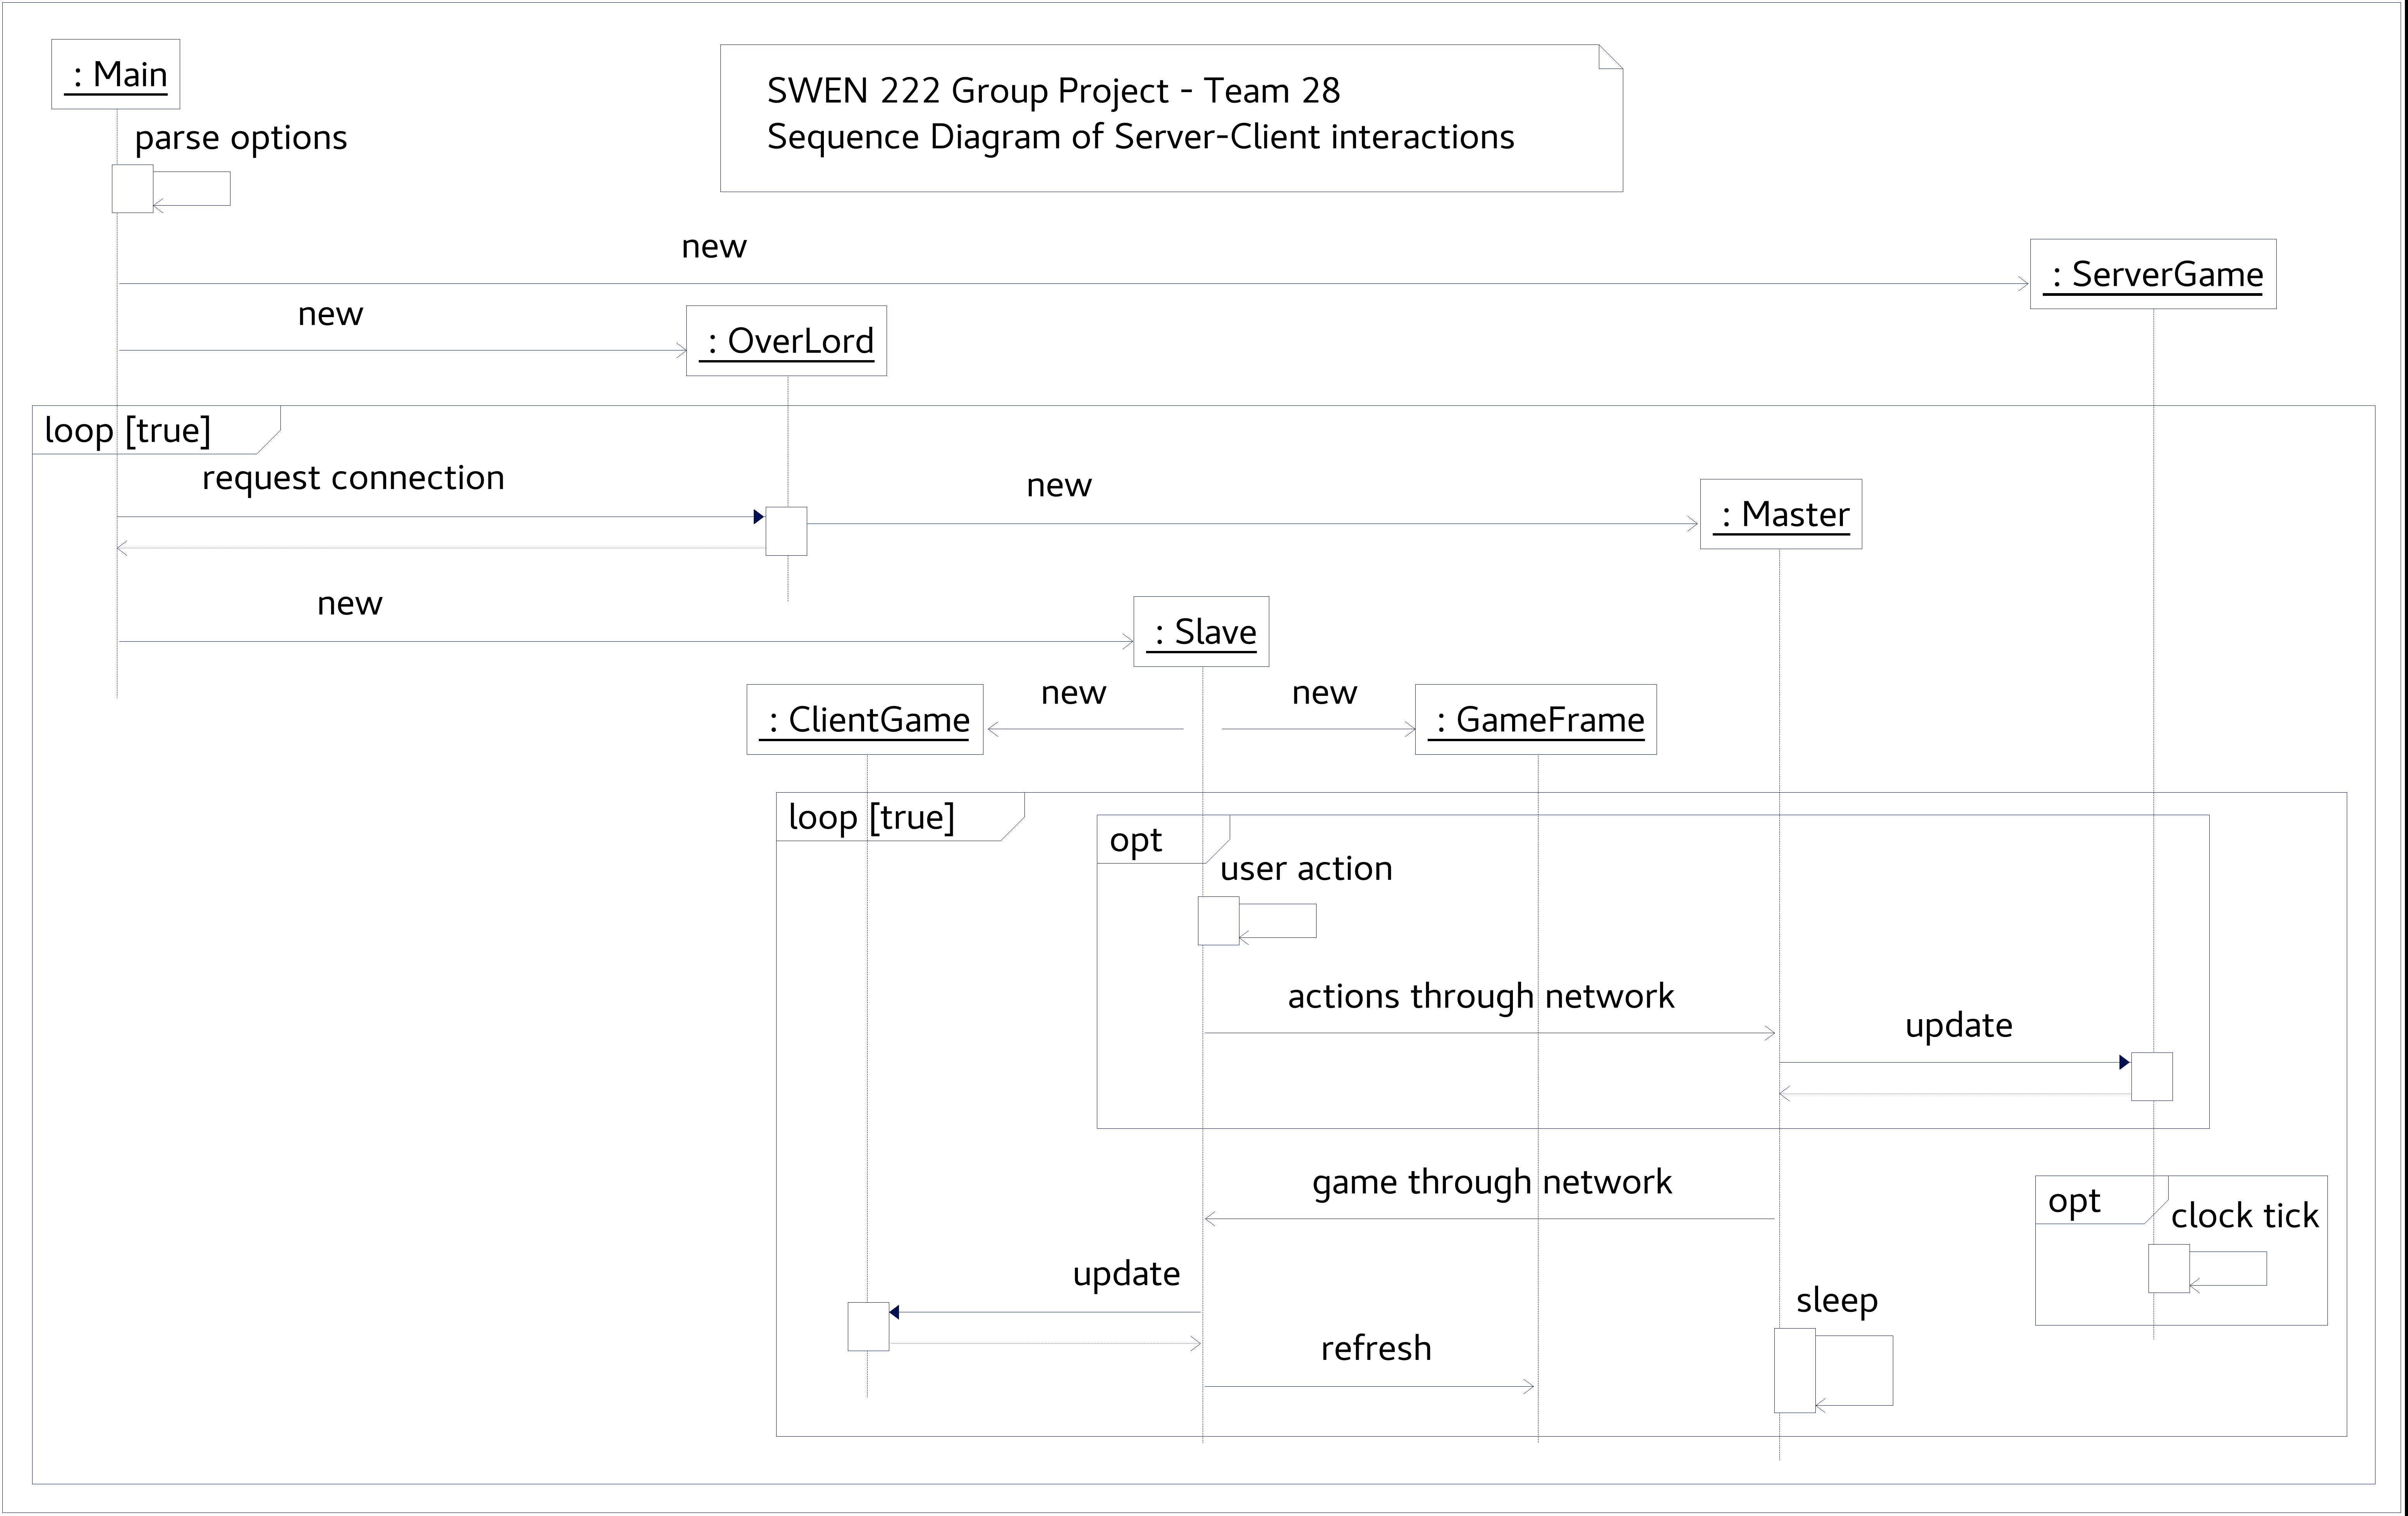 : Main
SWEN 222 Group Project - Team 28
Sequence Diagram of Server-Client interactions
parse options
new
: ServerGame
new
: OverLord
loop [true]
request connection
new
: Master
new
: Slave
: ClientGame
new
new
: GameFrame
loop [true]
opt
user action
actions through network
update
game through network
opt
clock tick
update
sleep
refresh